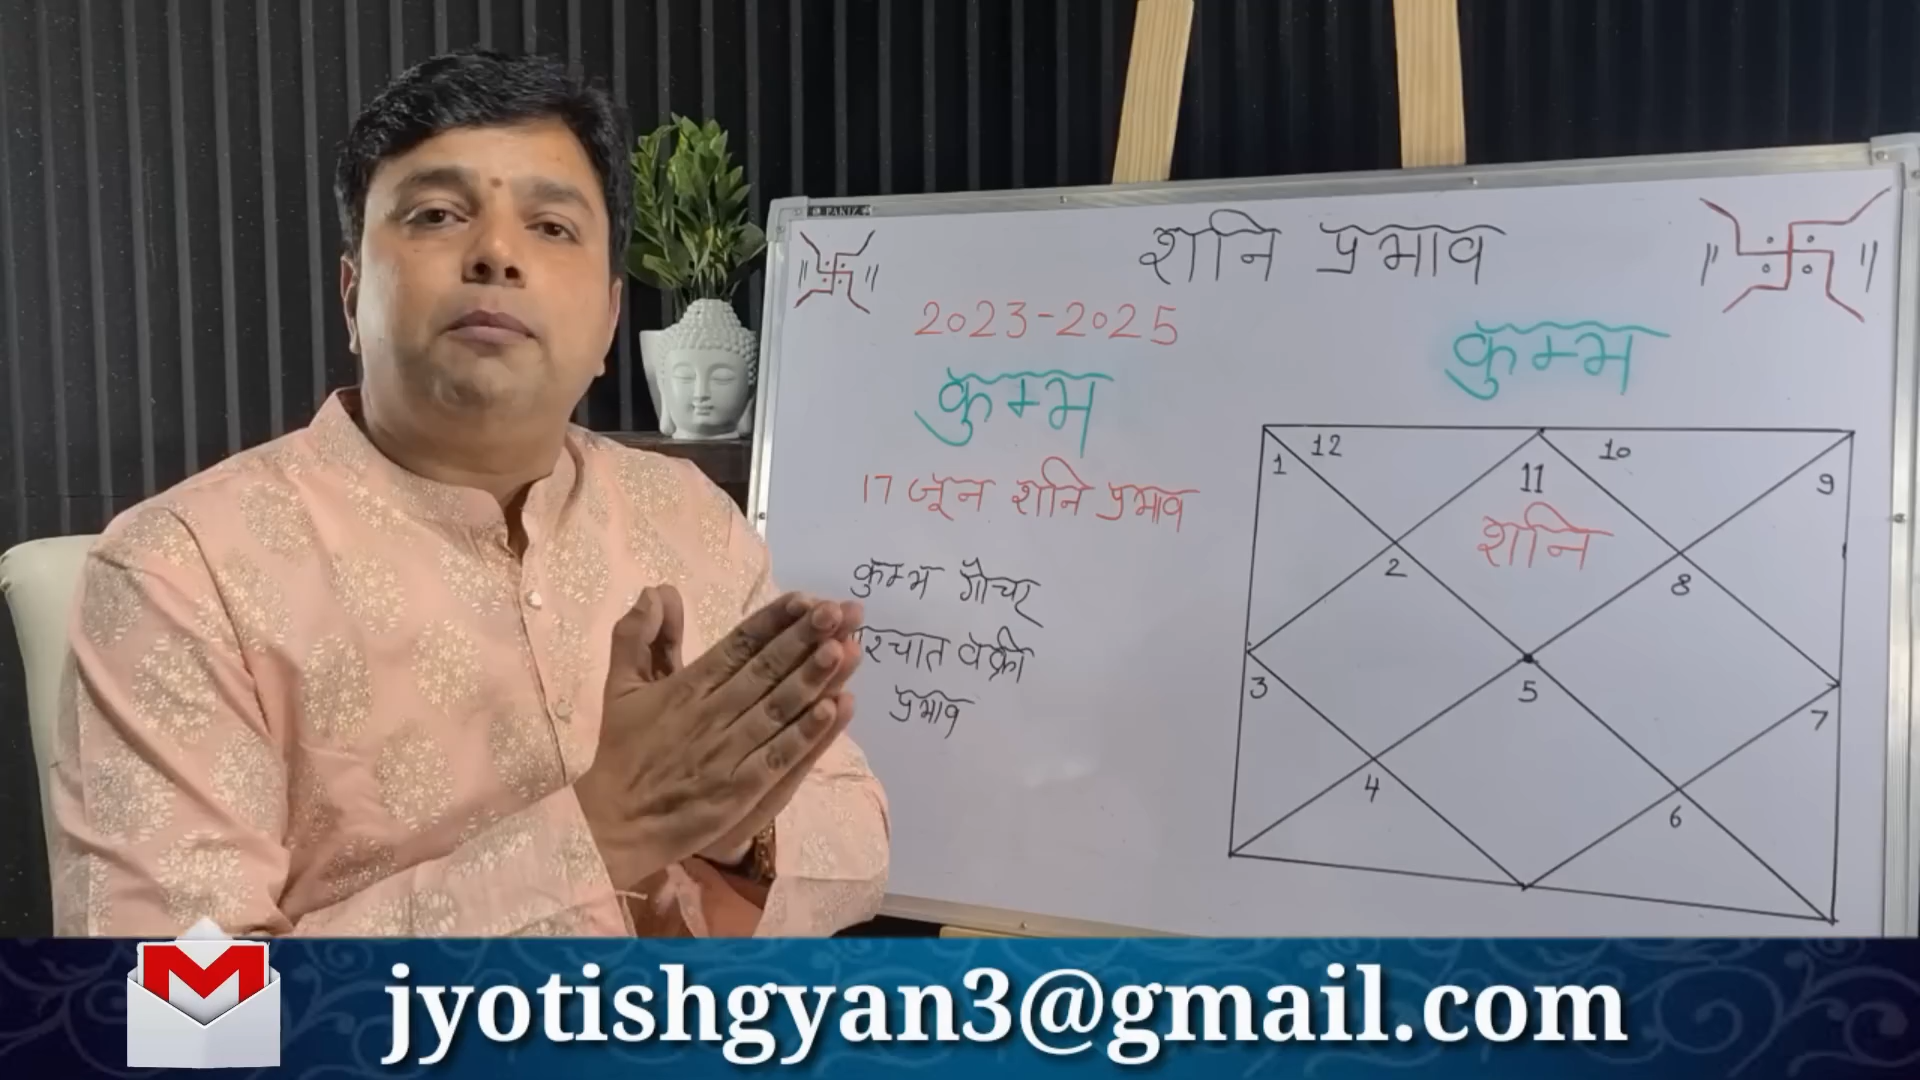 PAKIZ
शनि प्रभाव
2023-2025
कुम्भ
17 जून शनि प्रभाव
कुम्भ गोचर
पश्चात वक्री
प्रभाव
कुम्भ
12
10
1
11
9
शनि
2
8
3
5
7
4
6
jyotishgyan3@gmail.com